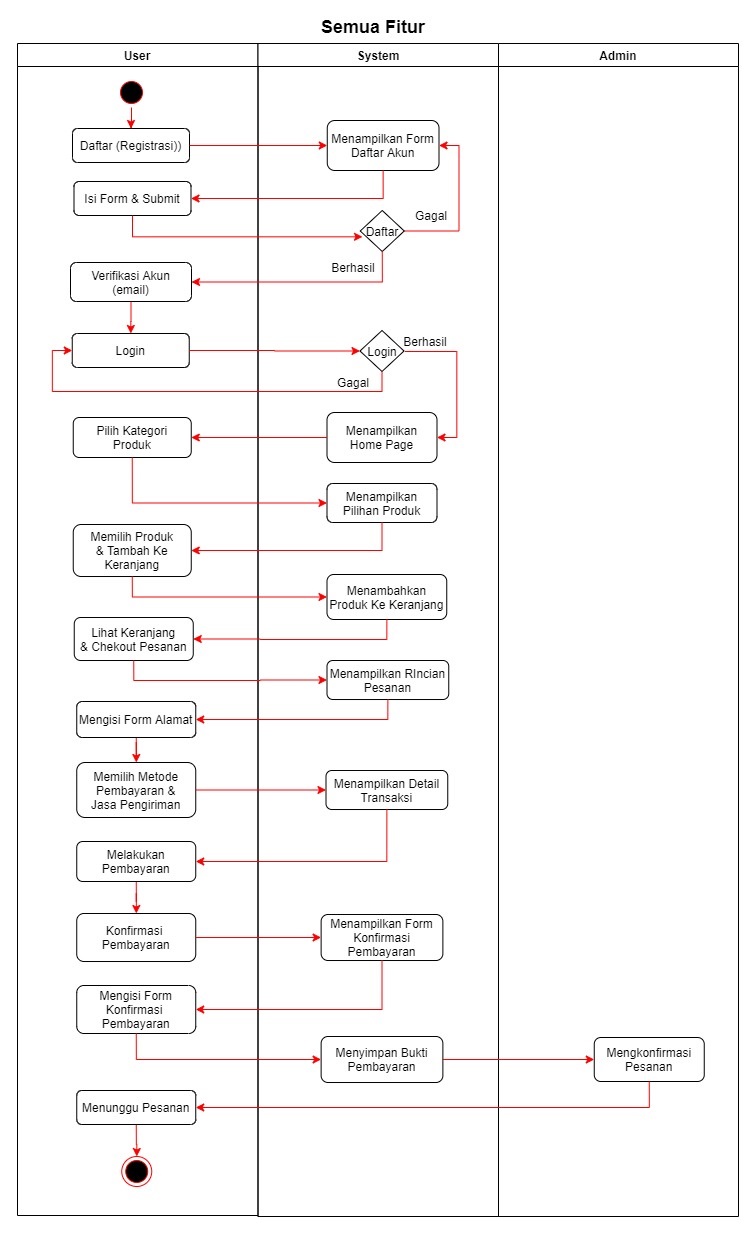 Semua Fitur
User
System
Admin
Daftar (Registrasi))
Menampilkan Form
Daftar Akun
Isi Form & Submit
Gagal
Daftar
Berhasil
Verifikasi Akun
(email)
Login
Login
Berhasil
Gagal
Pilih Kategori
Produk
Menampilkan
Home Page
Menampilkan
Pilihan Produk
Memilih Produk
& Tambah Ke
Keranjang
Menambahkan
Produk Ke Keranjang
Lihat Keranjang
& Chekout Pesanan
Menampilkan RIncian
Pesanan
Mengisi Form Alamat
Memilih Metode
Pembayaran &
Jasa Pengiriman
Menampilkan Detail
Transaksi
Melakukan
Pembayaran
Konfirmasi
Pembayaran
Menampilkan Form
Konfirmasi
Pembayaran
Mengisi Form
Konfirmasi
Pembayaran
Menyimpan Bukti
Pembayaran
Mengkonfirmasi
Pesanan
Menunggu Pesanan